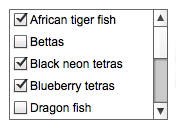 African tiger fish
Bettas
Black neon tetras
Blueberry tetras
Dragon fish